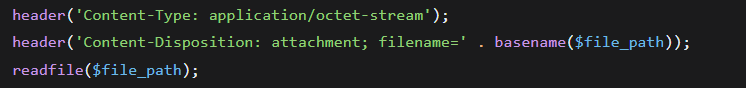 header('Content-Type: application/octet-stream');
header('Content-Disposition: attachment; filename=' . basename($file_path));
readfile($file_path);